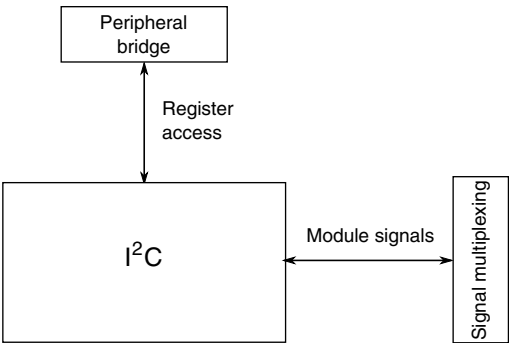 Peripheral
bridge
Register
access
Module signals
I²C
Signal multiplexing